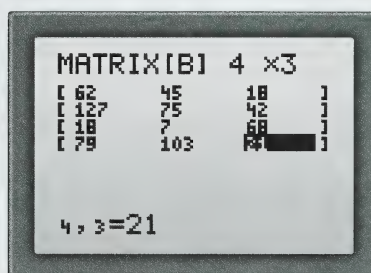 MATRIX[B] 4 ×3
[ 62 45 18 ]
[ 127 75 42 ]
[ 18 7 68 ]
[ 79 103 ]
4,3=21